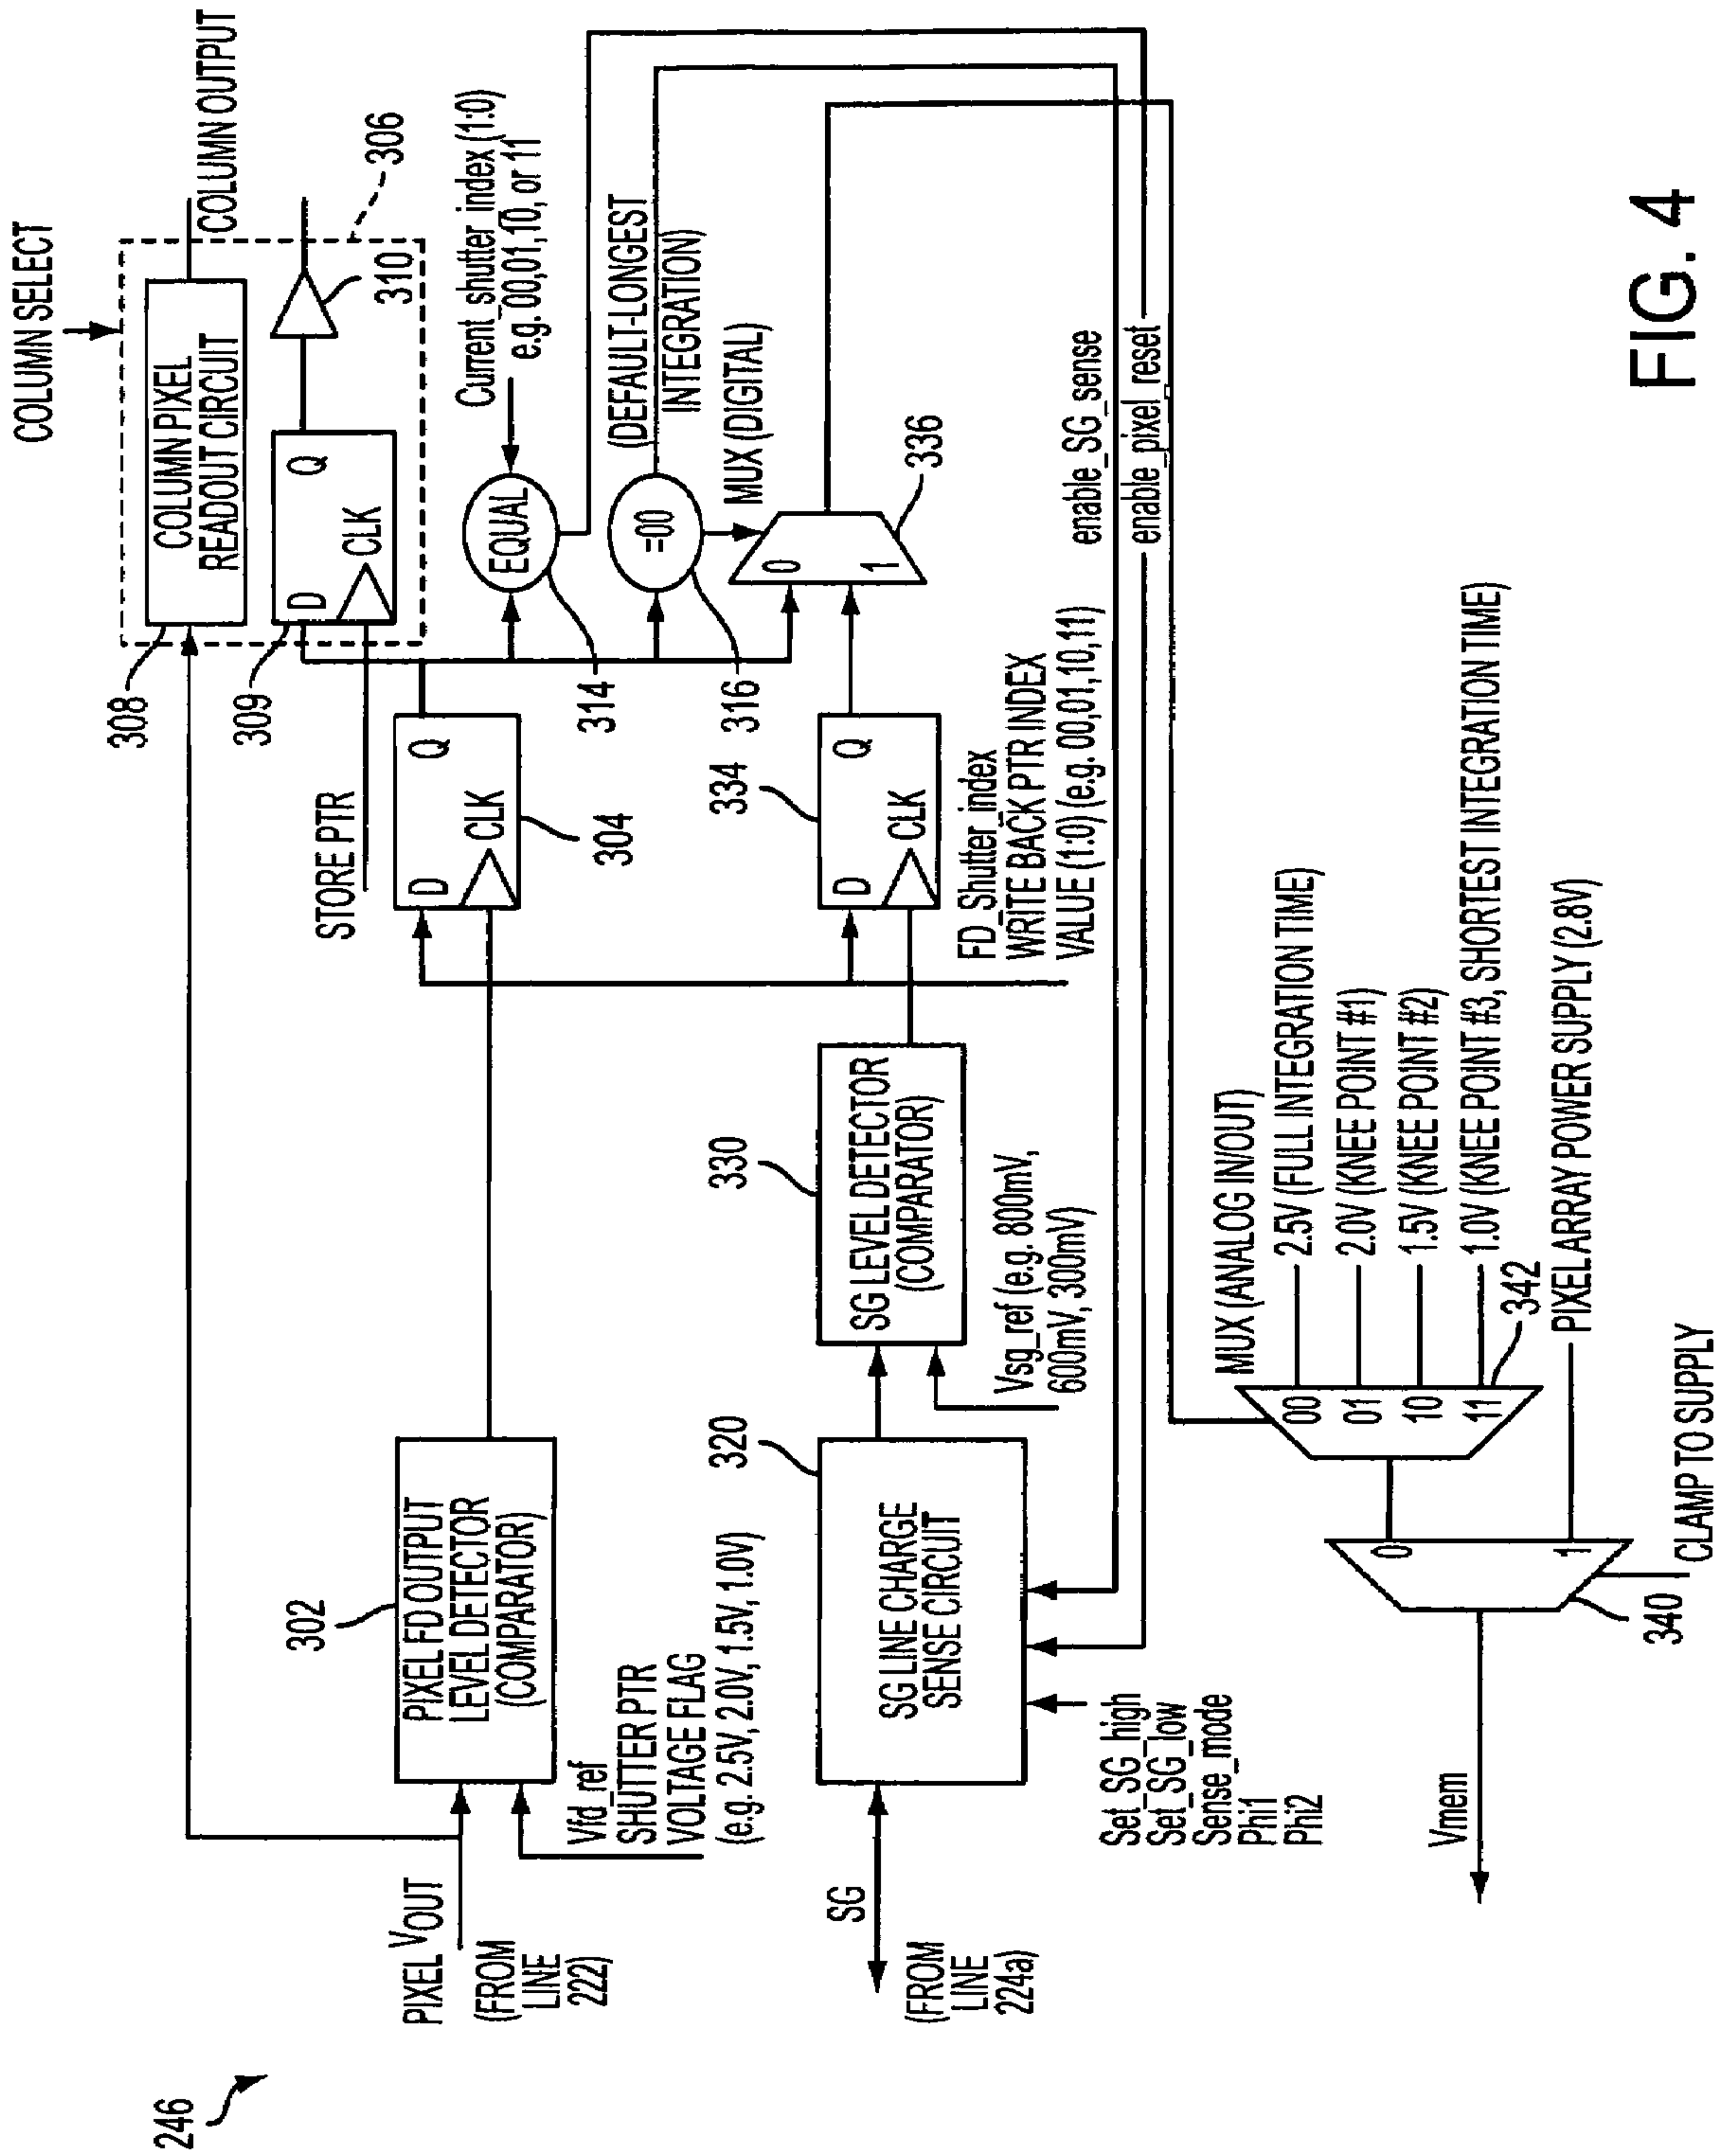 246
COLUMN SELECT
COLUMN PIXEL
READOUT CIRCUIT
COLUMN OUTPUT
308
309
D
Q
CLK
310
306
STORE PTR
PIXEL VOUT
(FROM
LINE
222)
302
PIXEL FD OUTPUT
LEVEL DETECTOR
(COMPARATOR)
Vfd_ref
SHUTTER PTR
VOLTAGE FLAG
(e.g. 2.5V, 2.0V, 1.5V, 1.0V)
D
Q
CLK
304
EQUAL
314
Current_shutter_index (1:0)
e.g. 00,01,10, or 11
=00
316
(DEFAULT-LONGEST
INTEGRATION)
MUX (DIGITAL)
0
1
336
SG
(FROM
LINE
224a)
320
SG LINE CHARGE
SENSE CIRCUIT
Set_SG_high
Set_SG_low
Sense_mode
Phi1
Phi2
330
SG LEVEL DETECTOR
(COMPARATOR)
Vsg_ref (e.g. 800mV,
600mV, 300mV)
334
D
Q
CLK
FD_Shutter_index
WRITE BACK PTR INDEX
VALUE (1:0) (e.g. 00,01,10,11)
enable_SG_sense
enable_pixel_reset
MUX (ANALOG IN/OUT)
00
01
10
11
2.5V (FULL INTEGRATION TIME)
2.0V (KNEE POINT #1)
1.5V (KNEE POINT #2)
1.0V (KNEE POINT #3, SHORTEST INTEGRATION TIME)
342
PIXEL ARRAY POWER SUPPLY (2.8V)
0
1
340
CLAMP TO SUPPLY
Vmem
FIG. 4